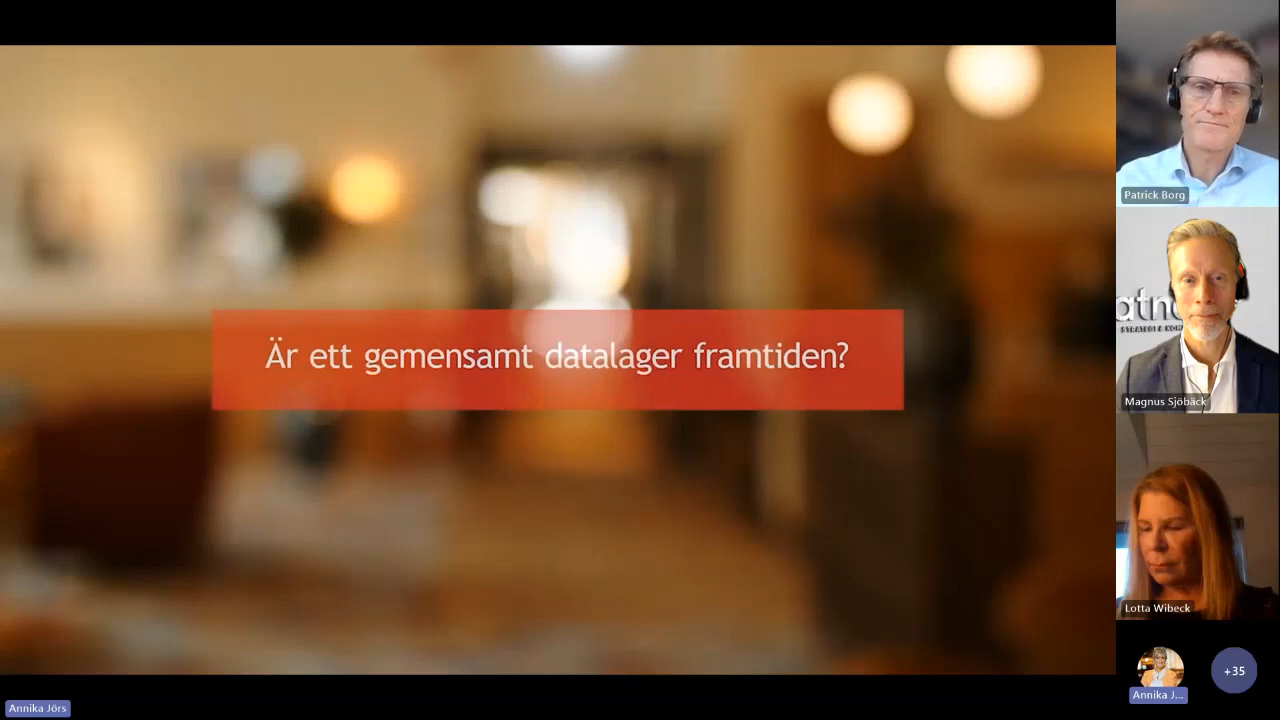 Är ett gemensamt datalager framtiden?
Patrick Borg
Magnus Sjöbäck
Lotta Wibeck
Annika J...
+35
Annika Jörs